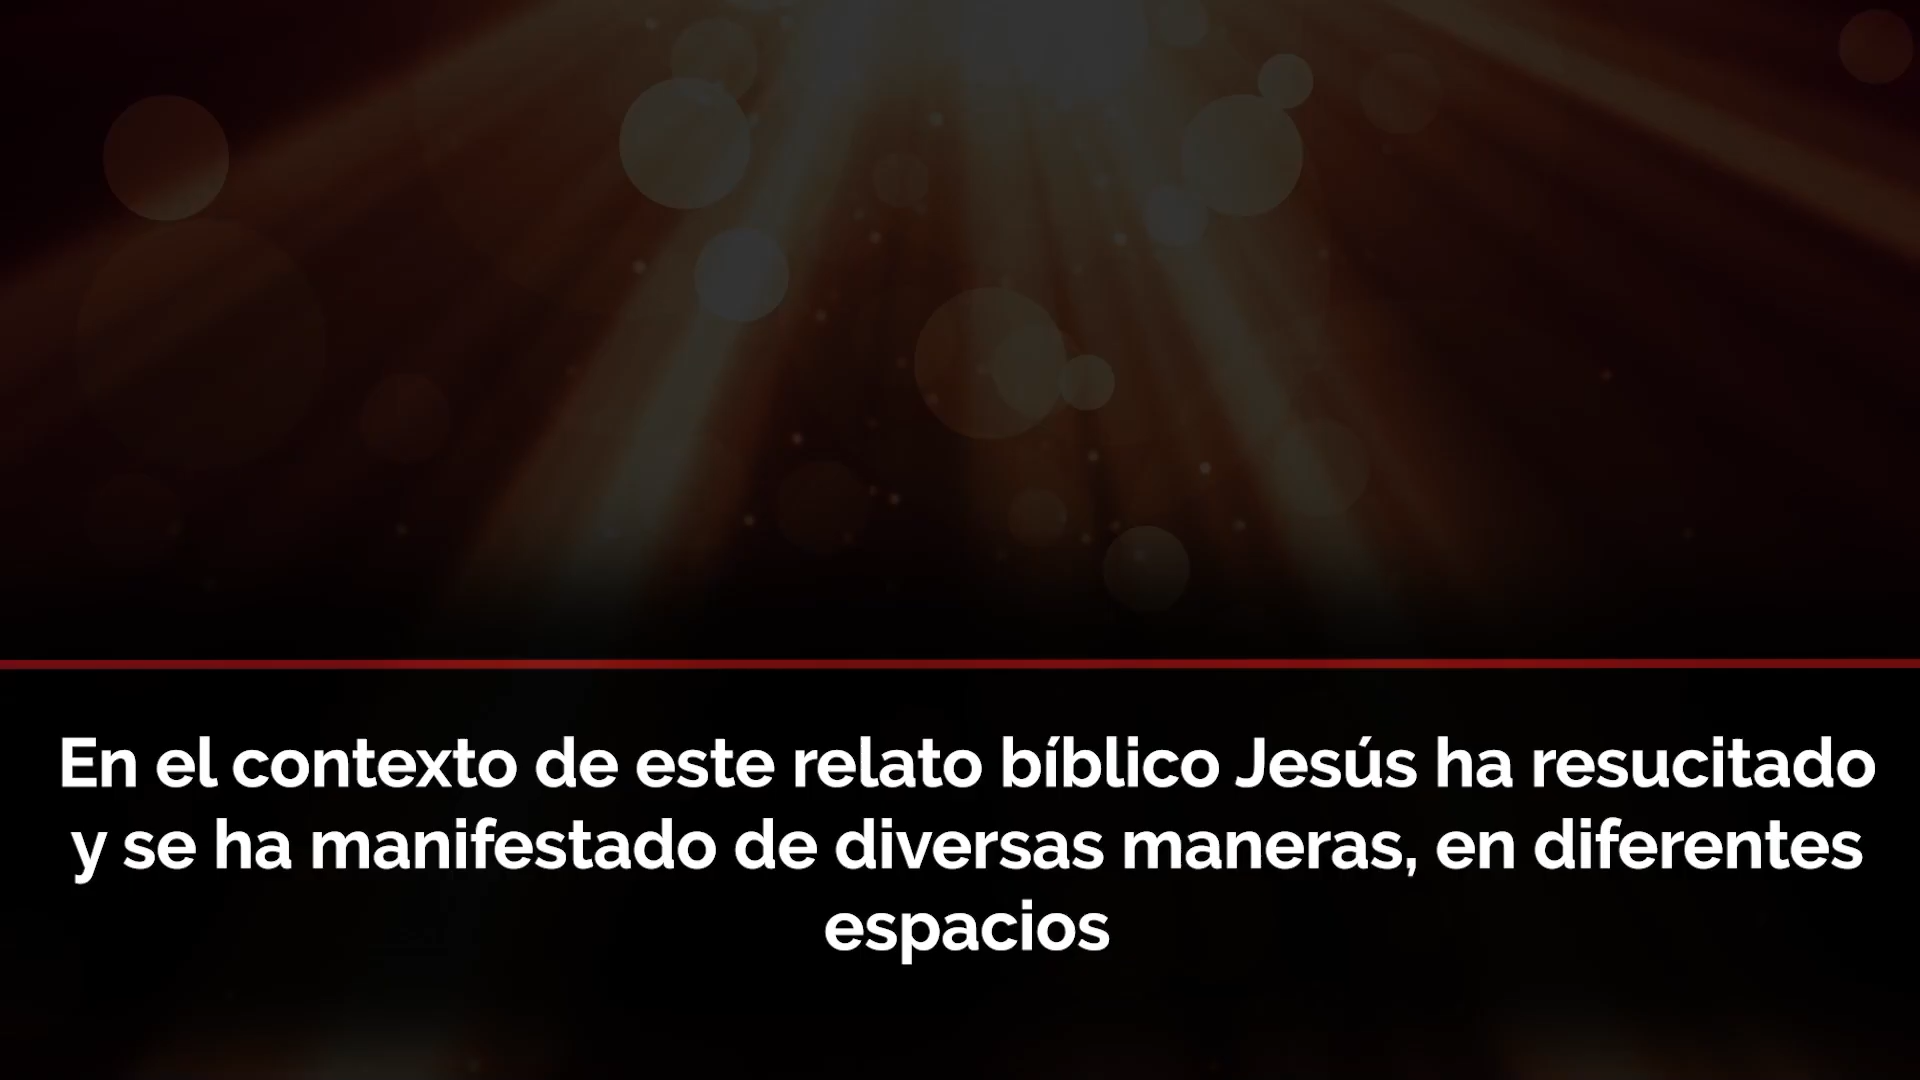 En el contexto de este relato bíblico Jesús ha resucitado
y se ha manifestado de diversas maneras, en diferentes
espacios